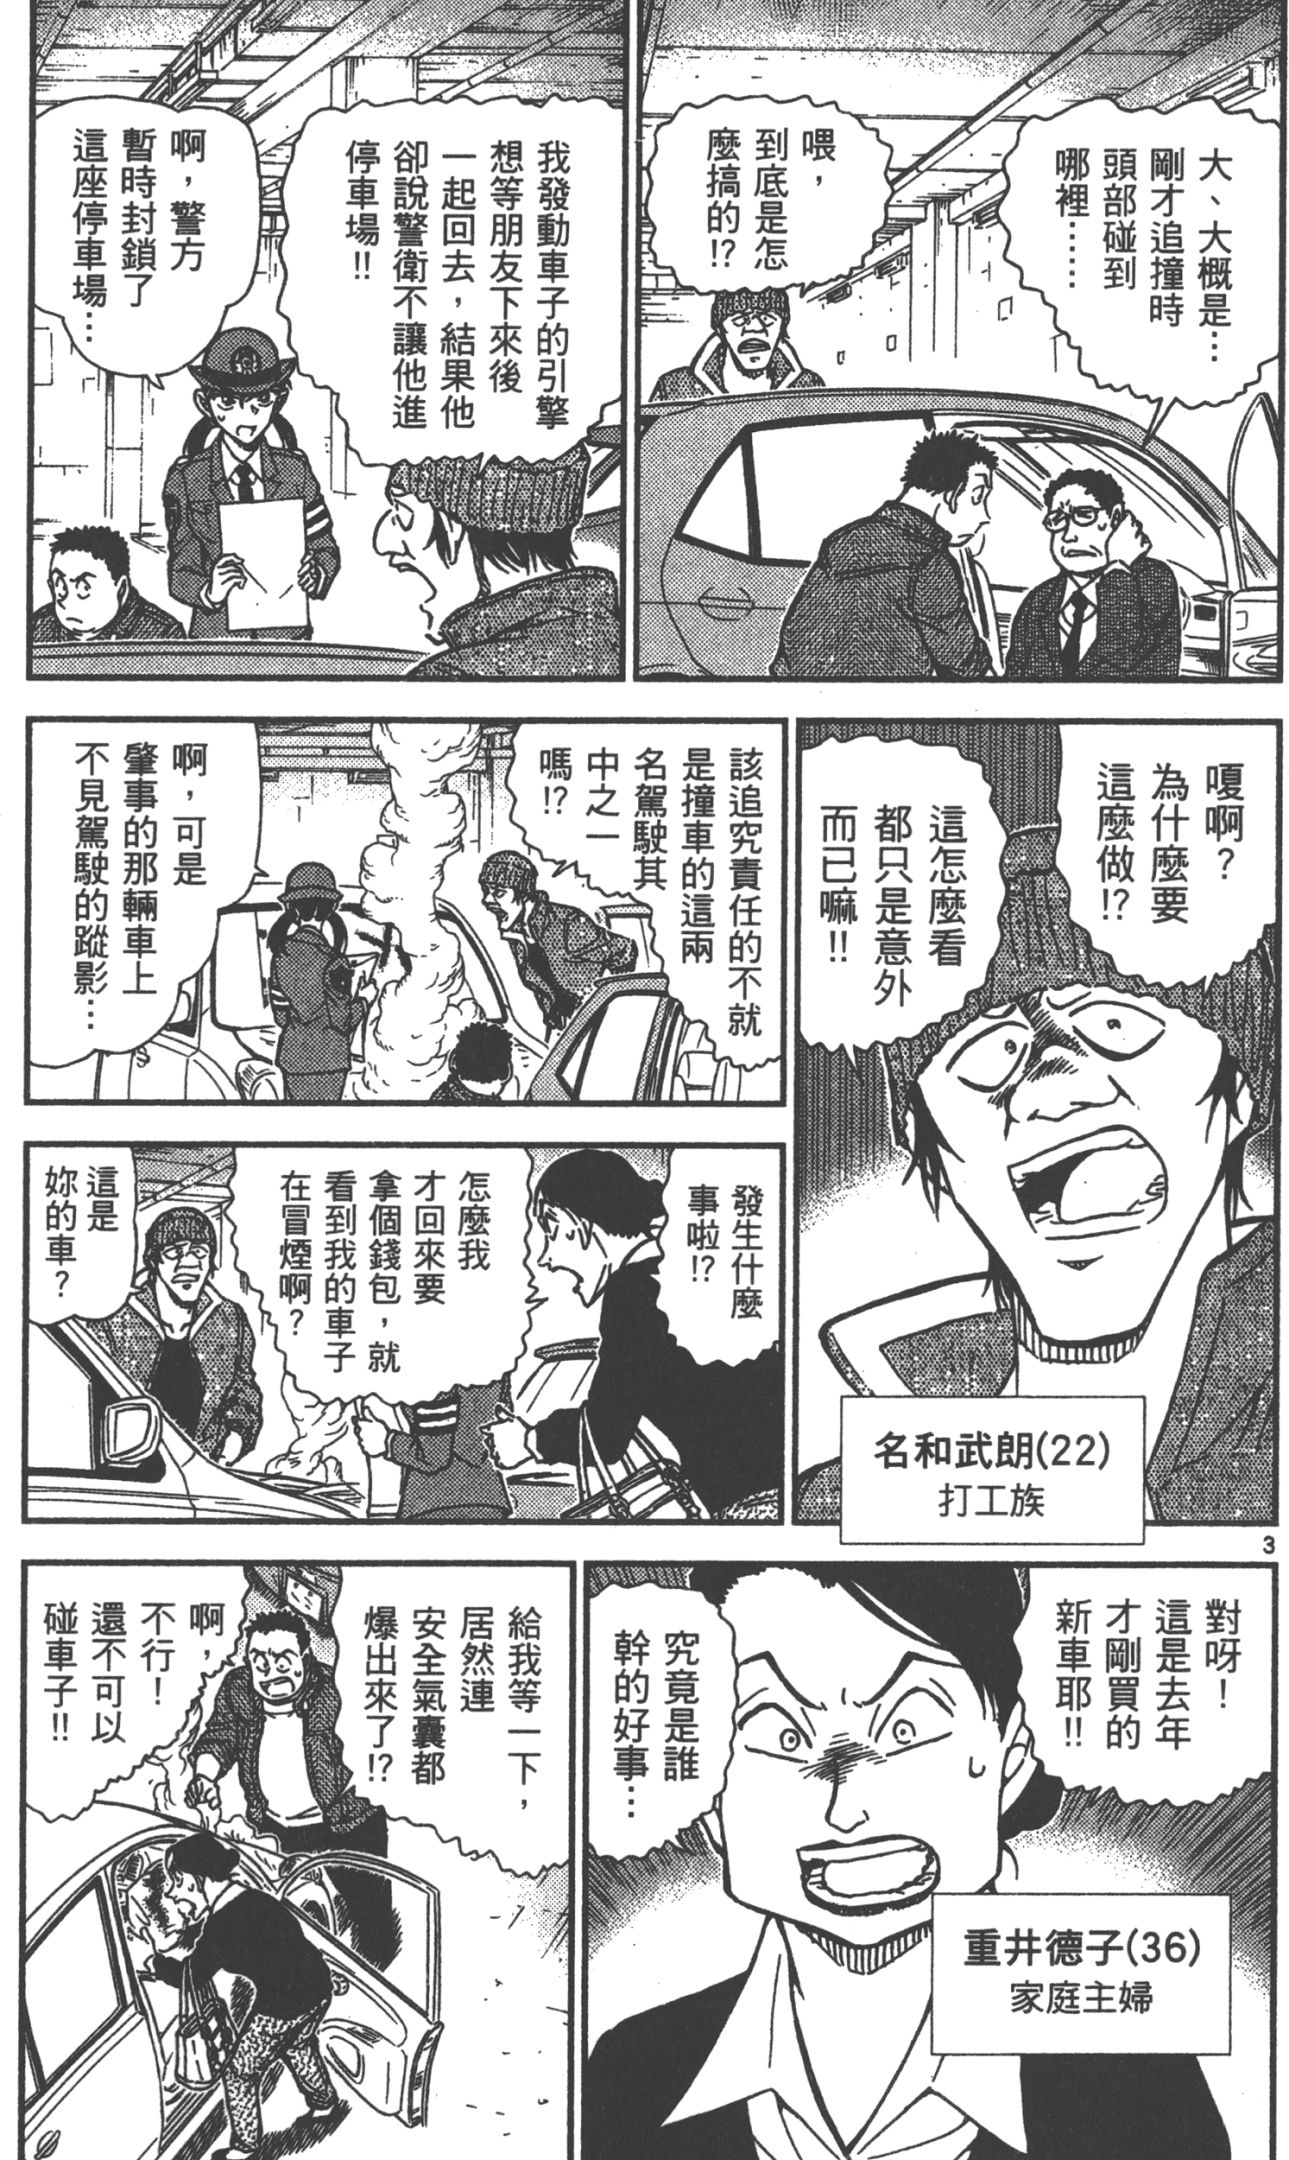 大、大概是…
剛才追撞時
頭部碰到
哪裡……
喂，
到底是怎
麼搞的!?
我發動車子的引擎
想等朋友下來後
一起回去，結果他
卻說警衛不讓他進
停車場!!
啊，警方
暫時封鎖了
這座停車場…
嗄啊？
為什麼要
這麼做!?
這怎麼看
都只是意外
而已嘛!!
名和武朗(22)
打工族
該追究責任的不就
是撞車的這兩
名駕駛其
中之一
嗎!?
啊，可是
肇事的那輛車上
不見駕駛的蹤影…
發生什麼
事啦!?
怎麼我
才回來要
拿個錢包，就
看到我的車子
在冒煙啊？
這是
妳的車？
3
對呀！
這是去年
才剛買的
新車耶!!
究竟是誰
幹的好事…
重井德子(36)
家庭主婦
給我等一下，
居然連
安全氣囊都
爆出來了!?
啊，
不行！
還不可以
碰車子!!